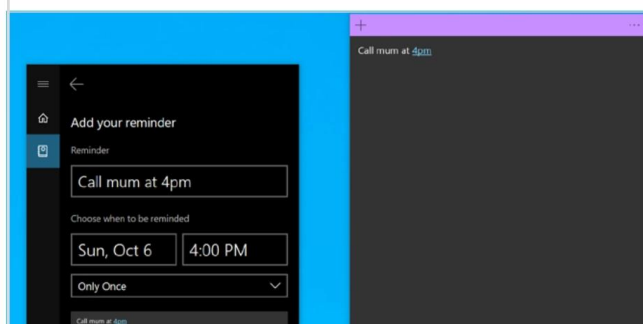 Call mum at 4pm
Add your reminder
Reminder
Call mum at 4pm
Choose when to be reminded
Sun, Oct 6
4:00 PM
Only Once
Call mum at 4pm